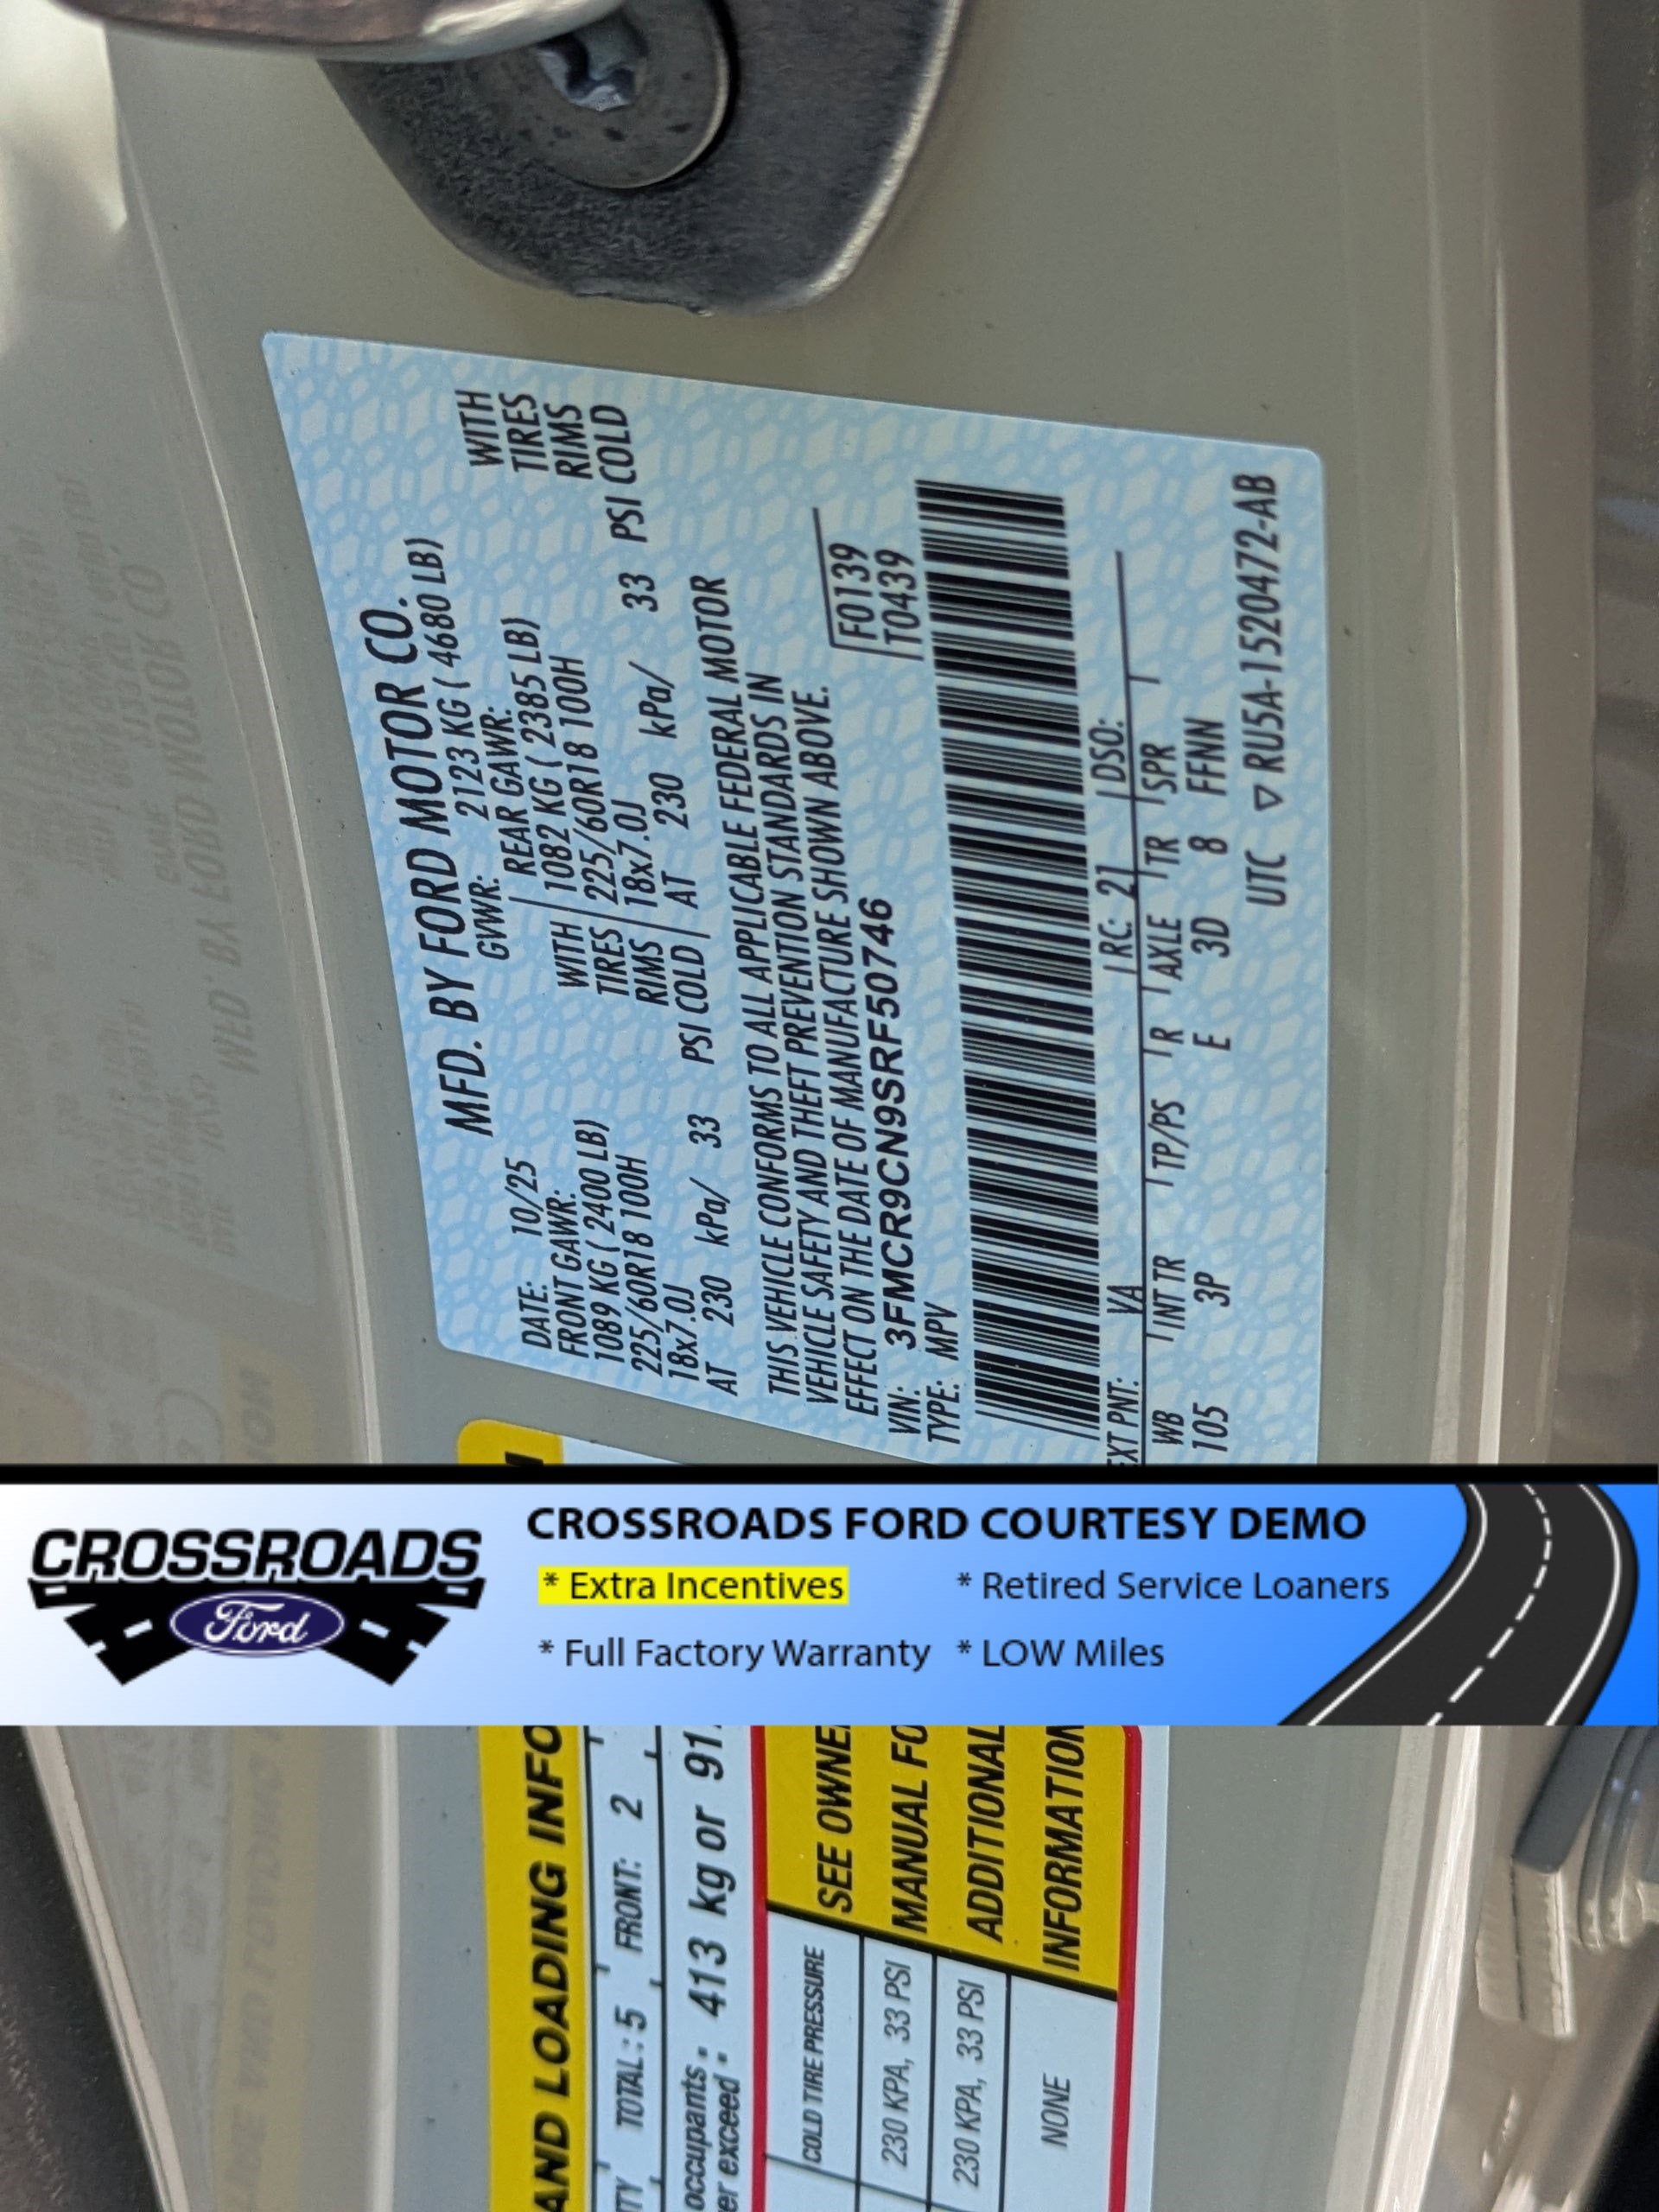 MFD. BY FORD MOTOR CO.
DATE: 10/25 GVWR: 2123 KG ( 4680 LB)
FRONT GAWR: REAR GAWR:
1089 KG ( 2400 LB) WITH 1082 KG ( 2385 LB) WITH
225/60R18 100H TIRES 225/60R18 100H TIRES
18x7.0J RIMS 18x7.0J RIMS
AT 230 kPa/ 33 PSI COLD AT 230 kPa/ 33 PSI COLD
THIS VEHICLE CONFORMS TO ALL APPLICABLE FEDERAL MOTOR
VEHICLE SAFETY AND THEFT PREVENTION STANDARDS IN
EFFECT ON THE DATE OF MANUFACTURE SHOWN ABOVE.
VIN: 3FMCR9CN9SRF50746 F0139
TYPE: MPV T0439
EXT PNT: VA RC: 21 DSO:
WB INT TR TP/PS R AXLE TR SPR
105 3P E 3D 8 FFNN
UTC ▽ RU5A-1520472-AB
CROSSROADS
Ford
CROSSROADS FORD COURTESY DEMO
* Extra Incentives * Retired Service Loaners
* Full Factory Warranty * LOW Miles
AND LOADING INFO
TOTAL: 5 FRONT: 2
occupants : 413 kg or 91
exceed :
COLD TIRE PRESSURE
230 KPA, 33 PSI
230 KPA, 33 PSI
NONE
SEE OWNE
MANUAL FO
ADDITIONAL
INFORMATION